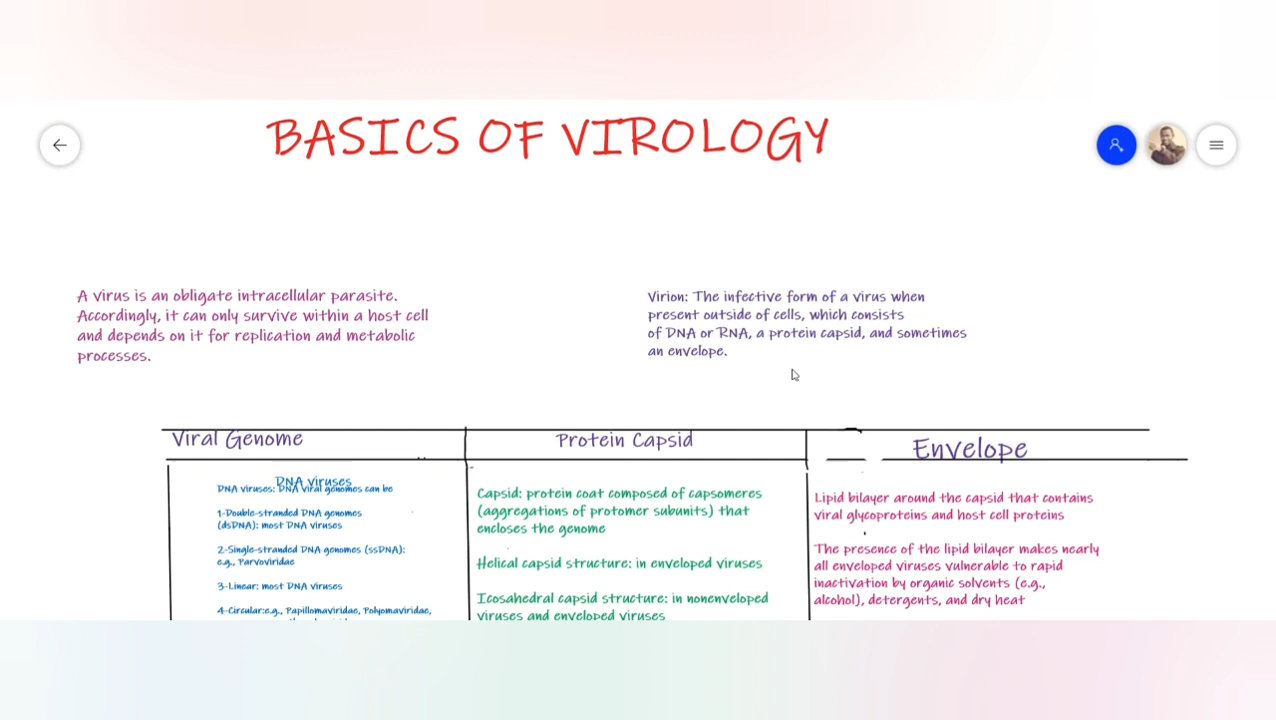 BASICS OF VIROLOGY
A virus is an obligate intracellular parasite.
Accordingly, it can only survive within a host cell
and depends on it for replication and metabolic
processes.
Virion: The infective form of a virus when
present outside of cells, which consists
of DNA or RNA, a protein capsid, and sometimes
an envelope.
Viral Genome
DNA viruses
DNA viruses: DNA viral genomes can be
1-Double-stranded DNA genomes
(dsDNA): most DNA viruses
2-Single-stranded DNA genomes (ssDNA):
e.g., Parvoviridae
3-Linear: most DNA viruses
4-Circular:e.g., Papillomaviridae, Polyomaviridae,
Protein Capsid
Capsid: protein coat composed of capsomeres
(aggregations of protomer subunits) that
encloses the genome
Helical capsid structure: in enveloped viruses
Icosahedral capsid structure: in nonenveloped
viruses and enveloped viruses
Envelope
Lipid bilayer around the capsid that contains
viral glycoproteins and host cell proteins
The presence of the lipid bilayer makes nearly
all enveloped viruses vulnerable to rapid
inactivation by organic solvents (e.g.,
alcohol), detergents, and dry heat